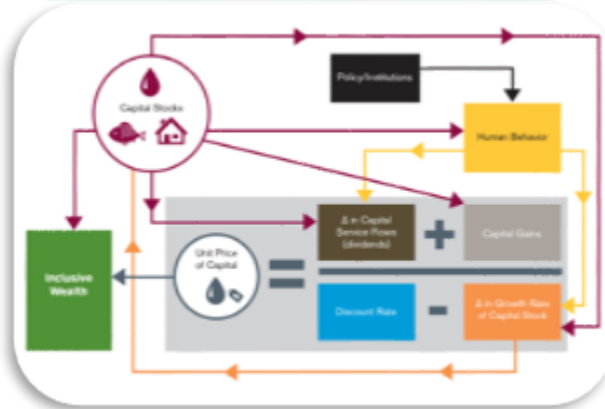 Policy/Institutions
Capital Stocks
Human Behavior
Δ in Capital
Service Flows
(dividends)
Capital Gains
Unit Price
of Capital
Inclusive
Wealth
Discount Rate
Δ in Growth Rate
of Capital Stock